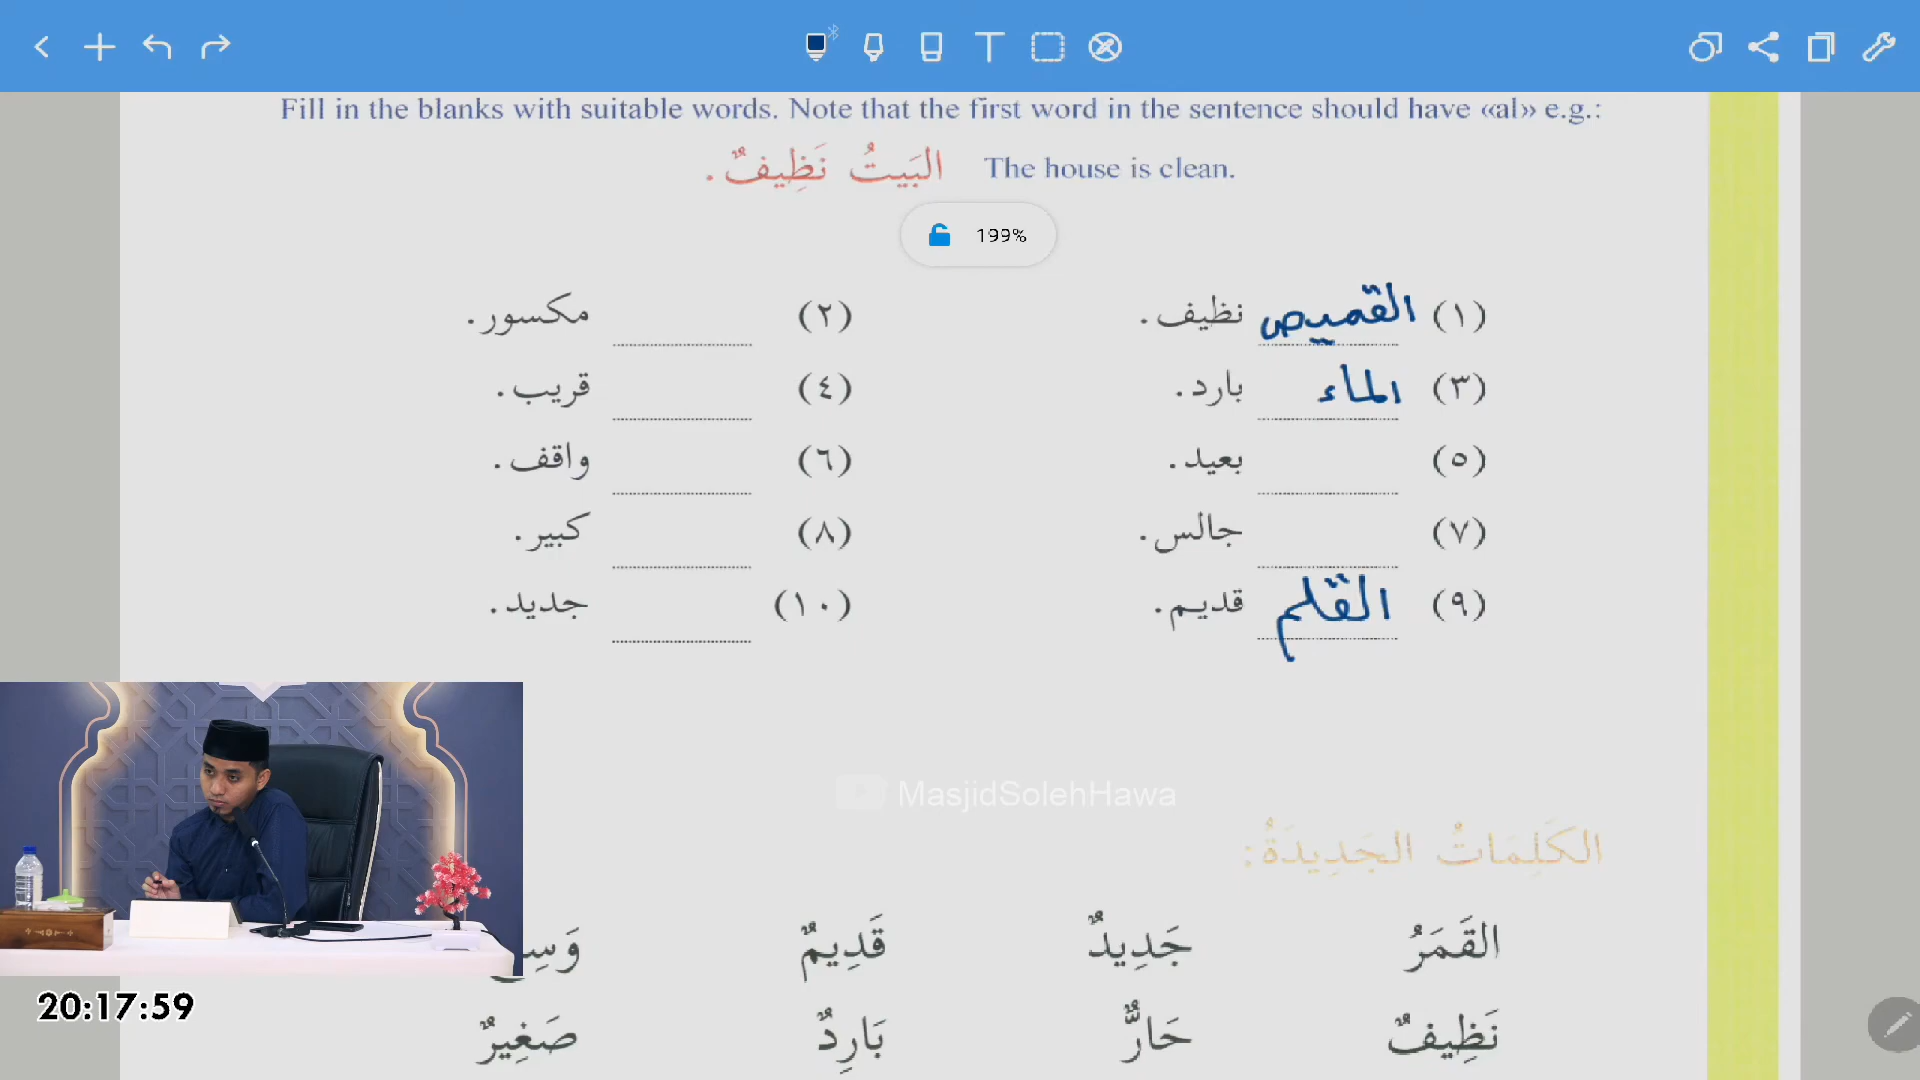 Fill in the blanks with suitable words. Note that the first word in the sentence should have «al» e.g.:
البَيتُ نَظِيفٌ . The house is clean.
199%
(١) القميص نظيف . (٢) ........ مكسور .
(٣) الماء بارد . (٤) ........ قريب .
(٥) ........ بعيد . (٦) ........ واقف .
(٧) ........ جالس . (٨) ........ كبير .
(٩) القلم قديم . (١٠) ........ جديد .
MasjidSolehHawa
الكَلِمَاتُ الجَدِيدَةُ :
القَمَرُ جَدِيدٌ قَدِيمٌ
نَظِيفٌ حَارٌّ بَارِدٌ صَغِيرٌ
20:17:59